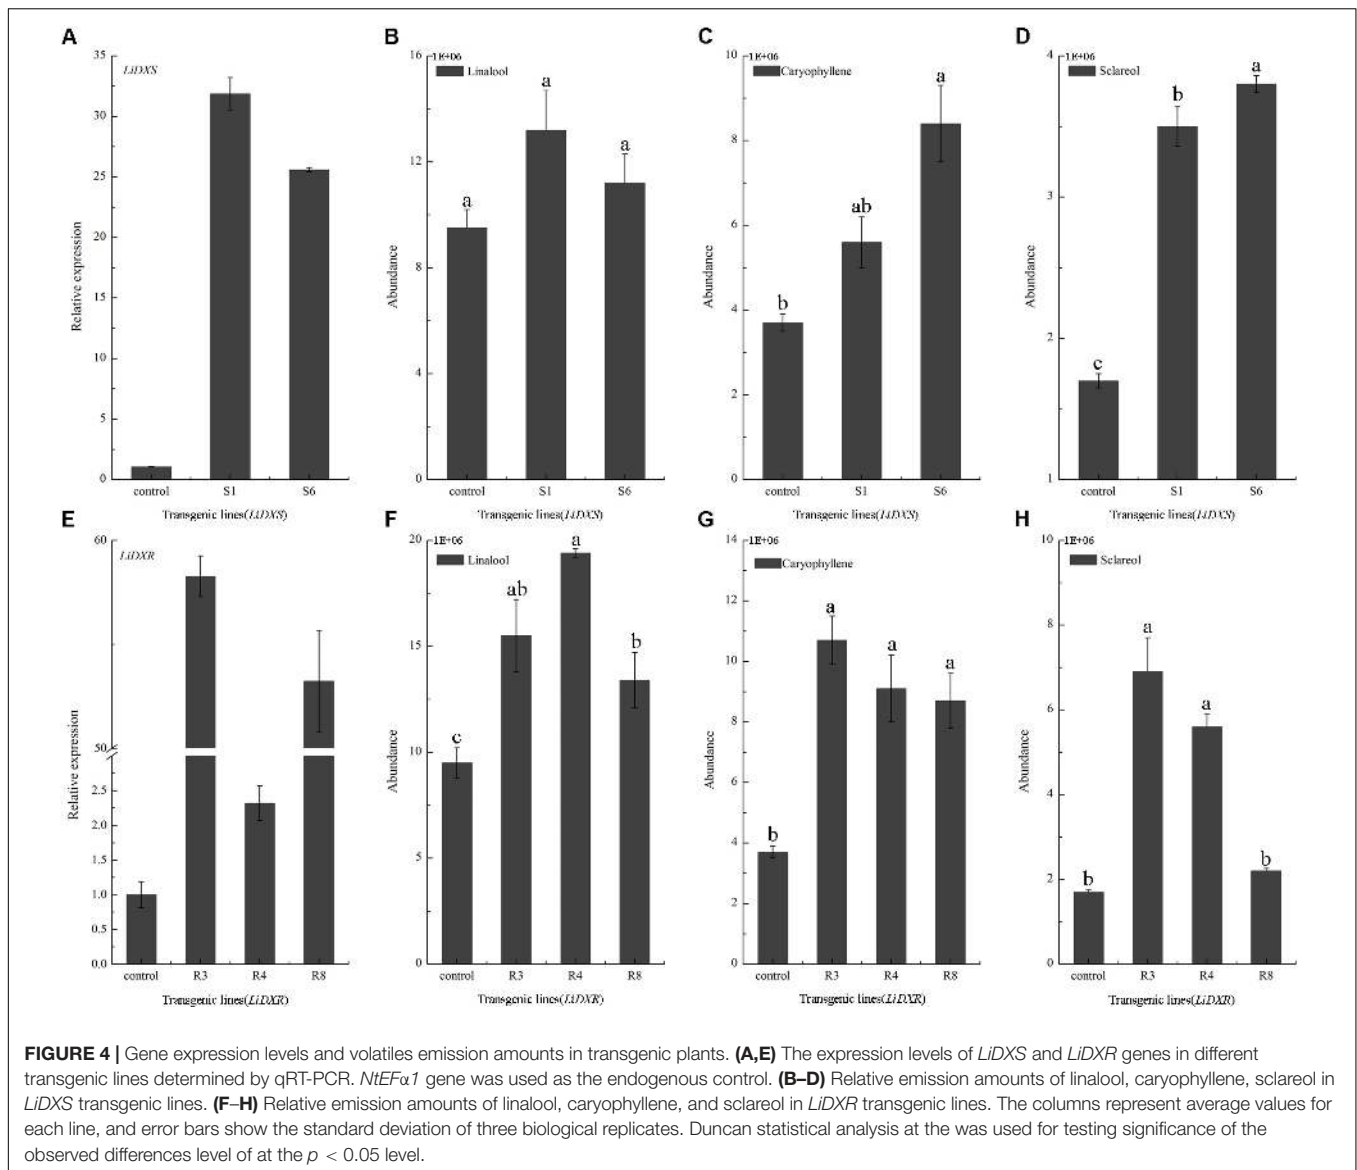 A
35
30
25
20
15
10
5
0
LiDXS
Relative expression
control S1 S6
Transgenic lines(LiDXS)
B
1E+06
16
12
8
4
0
Linalool
a
a
a
Abundance
control S1 S6
Transgenic lines(LiDXS)
C
1E+06
10
8
6
4
2
0
Caryophyllene
b
ab
a
Abundance
control S1 S6
Transgenic lines(LiDXS)
D
1E+06
4
3
2
1
Sclareol
c
b
a
Abundance
control S1 S6
Transgenic lines(LiDXS)
E
60
50
2.5
2.0
1.5
1.0
0.5
0.0
LiDXR
Relative expression
control R3 R4 R8
Transgenic lines(LiDXR)
F
1E+06
20
15
10
5
0
Linalool
c
ab
a
b
Abundance
control R3 R4 R8
Transgenic lines(LiDXR)
G
1E+06
14
12
10
8
6
4
2
0
Caryophyllene
b
a
a
a
Abundance
control R3 R4 R8
Transgenic lines(LiDXR)
H
1E+06
10
8
6
4
2
0
Sclareol
b
a
a
b
Abundance
control R3 R4 R8
Transgenic lines(LiDXR)
FIGURE 4 | Gene expression levels and volatiles emission amounts in transgenic plants. (A,E) The expression levels of LiDXS and LiDXR genes in different
transgenic lines determined by qRT-PCR. NtEFα1 gene was used as the endogenous control. (B–D) Relative emission amounts of linalool, caryophyllene, sclareol in
LiDXS transgenic lines. (F–H) Relative emission amounts of linalool, caryophyllene, and sclareol in LiDXR transgenic lines. The columns represent average values for
each line, and error bars show the standard deviation of three biological replicates. Duncan statistical analysis at the was used for testing significance of the
observed differences level of at the p < 0.05 level.